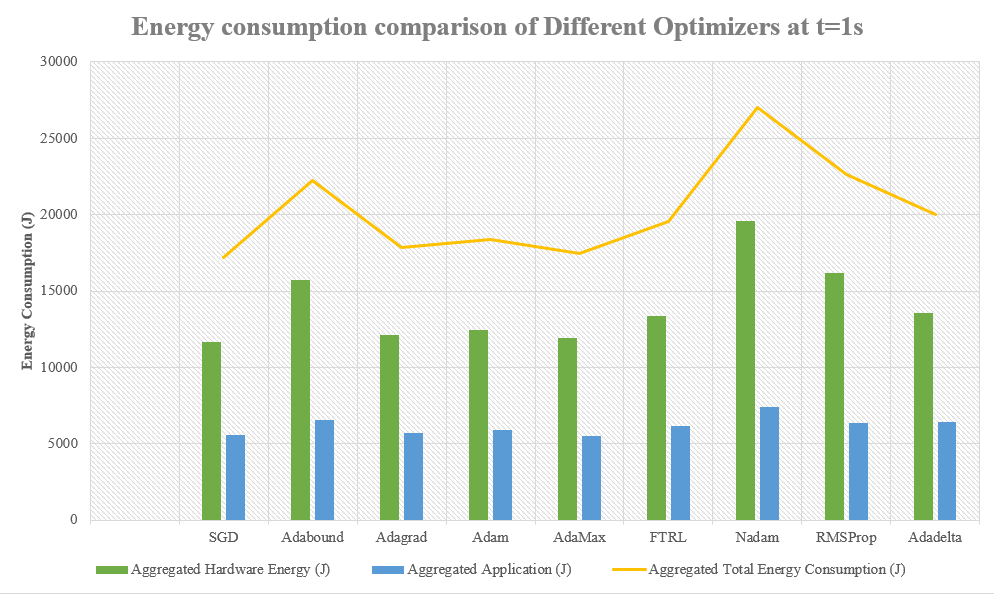 Energy consumption comparison of Different Optimizers at t=1s
30000
25000
20000
15000
10000
5000
0
Energy Consumption (J)
SGD Adabound Adagrad Adam AdaMax FTRL Nadam RMSProp Adadelta
Aggregated Hardware Energy (J) Aggregated Application (J) Aggregated Total Energy Consumption (J)